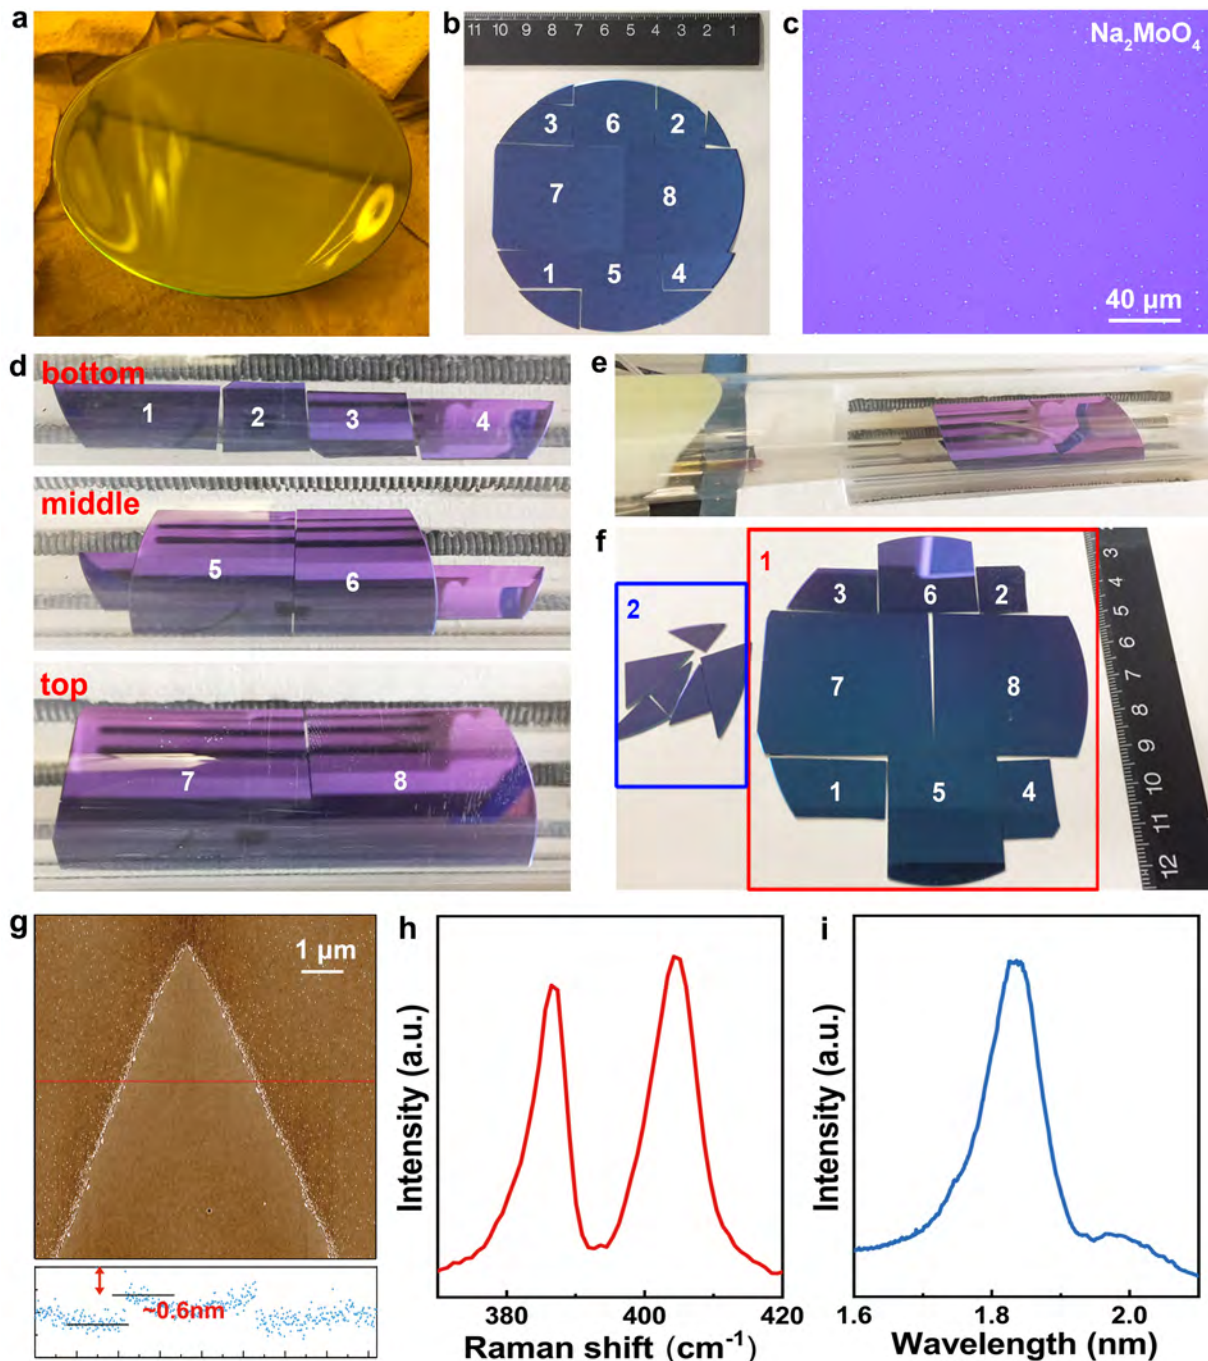 a
b
11 10 9 8 7 6 5 4 3 2 1
3 6 2
7 8
1 5 4
c
Na₂MoO₄
40 µm
d
bottom
1 2 3 4
middle
5 6
top
7 8
e
f
1
2
3 6 2
7 8
1 5 4
2 3 4 5 6 7 8 9 10 11 12
g
1 µm
~0.6nm
h
Intensity (a.u.)
380 400 420
Raman shift (cm⁻¹)
i
Intensity (a.u.)
1.6 1.8 2.0
Wavelength (nm)